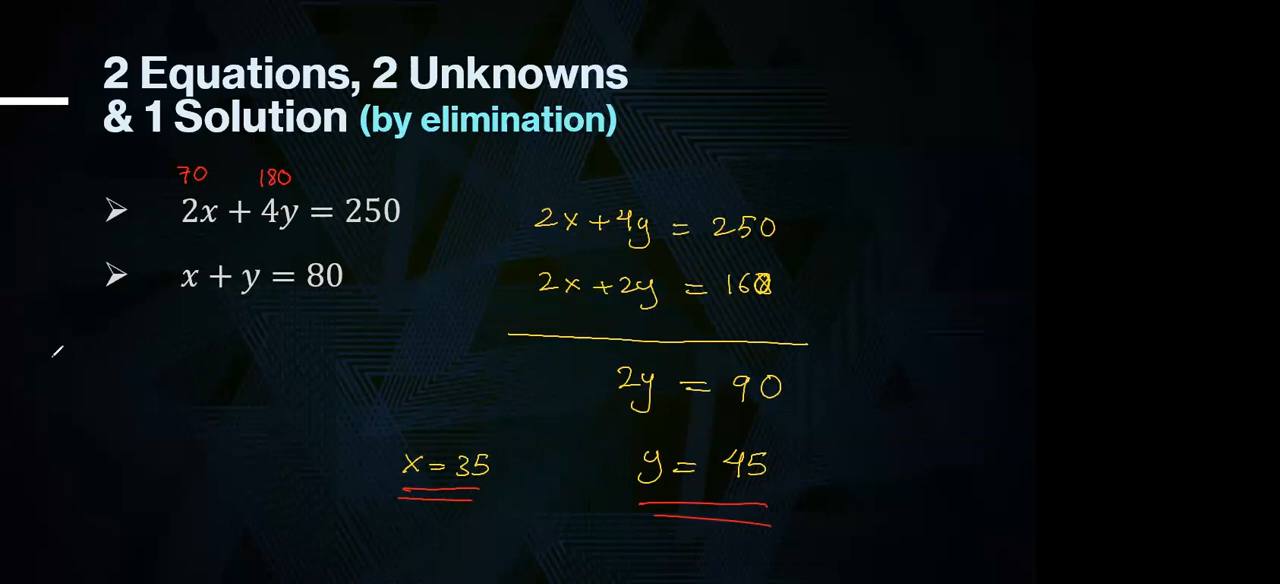 2 Equations, 2 Unknowns
& 1 Solution (by elimination)
70 180
2x + 4y = 250
x + y = 80
2x + 4y = 250
2x + 2y = 160
2y = 90
y = 45
x = 35